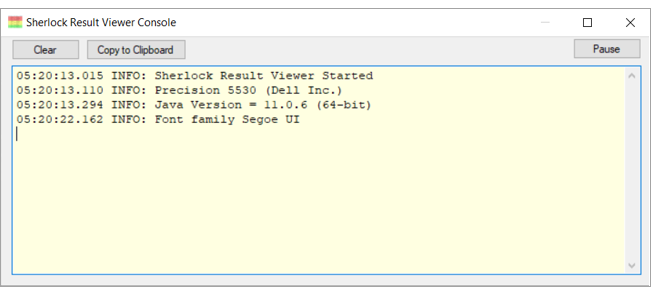 Sherlock Result Viewer Console
Clear Copy to Clipboard Pause
05:20:13.015 INFO: Sherlock Result Viewer Started
05:20:13.110 INFO: Precision 5530 (Dell Inc.)
05:20:13.294 INFO: Java Version = 11.0.6 (64-bit)
05:20:22.162 INFO: Font family Segoe UI